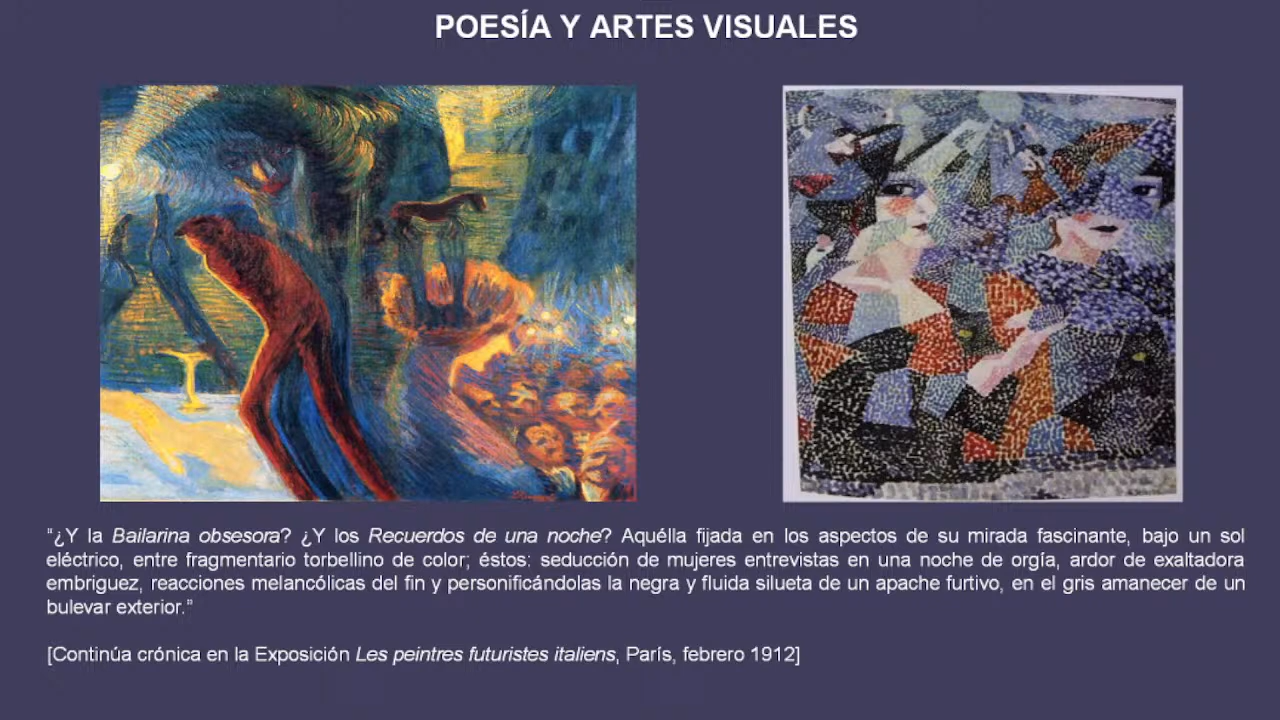 POESÍA Y ARTES VISUALES
“¿Y la Bailarina obsesora? ¿Y los Recuerdos de una noche? Aquélla fijada en los aspectos de su mirada fascinante, bajo un sol
eléctrico, entre fragmentario torbellino de color; éstos: seducción de mujeres entrevistas en una noche de orgía, ardor de exaltadora
embriguez, reacciones melancólicas del fin y personificándolas la negra y fluida silueta de un apache furtivo, en el gris amanecer de un
bulevar exterior.”
[Continúa crónica en la Exposición Les peintres futuristes italiens, París, febrero 1912]